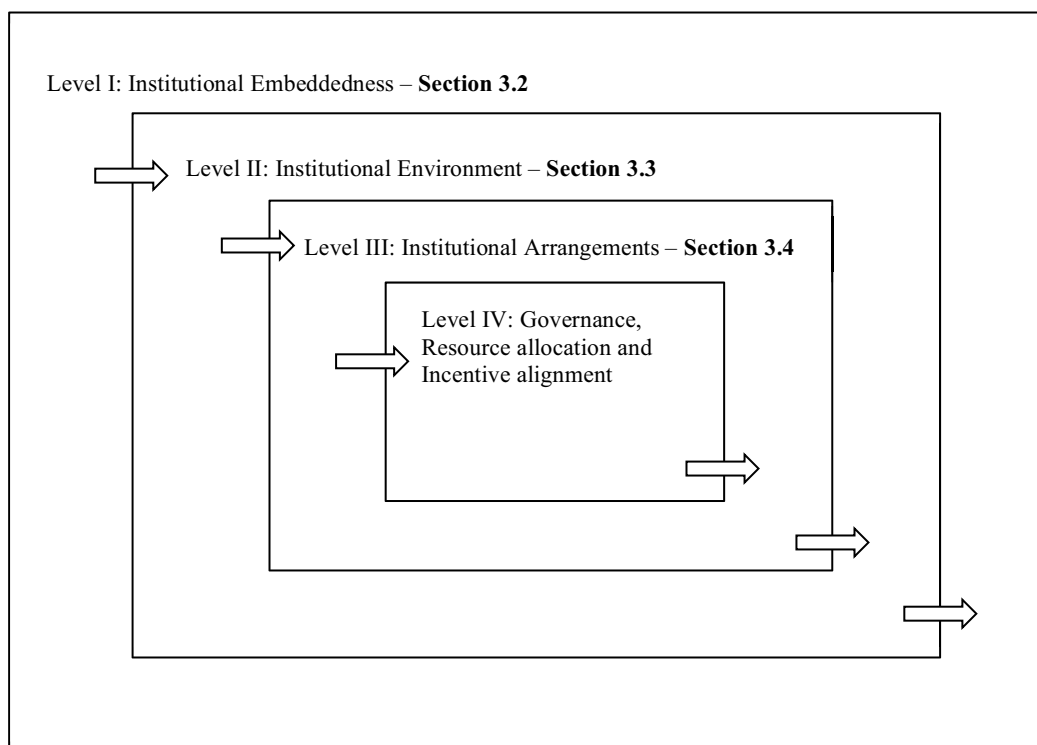 Level I: Institutional Embeddedness – Section 3.2
Level II: Institutional Environment – Section 3.3
Level III: Institutional Arrangements – Section 3.4
Level IV: Governance,
Resource allocation and
Incentive alignment